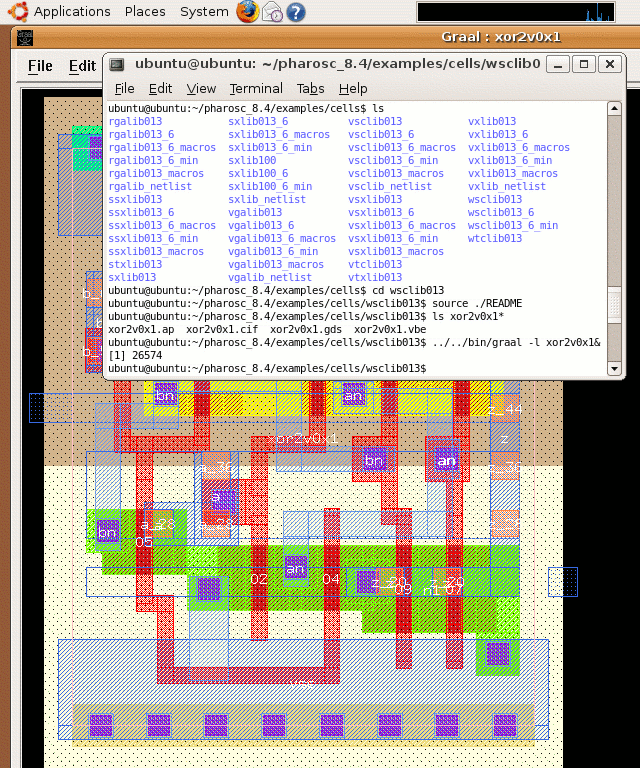 Applications Places System
Graal : xor2v0x1
File Edit
ubuntu@ubuntu: ~/pharosc_8.4/examples/cells/wsclib0
File Edit View Terminal Tabs Help
ubuntu@ubuntu:~/pharosc_8.4/examples/cells$ ls
rgalib013 sxlib013_6 vsclib013 vxlib013
rgalib013_6 sxlib013_6_macros vsclib013_6 vxlib013_6
rgalib013_6_macros sxlib013_6_min vsclib013_6_macros vxlib013_6_macros
rgalib013_6_min sxlib100 vsclib013_6_min vxlib013_6_min
rgalib013_macros sxlib100_6 vsclib013_macros vxlib013_macros
rgalib_netlist sxlib100_6_min vsclib_netlist vxlib_netlist
ssxlib013 sxlib_netlist vsxlib013 wsclib013
ssxlib013_6 vgalib013 vsxlib013_6 wsclib013_6
ssxlib013_6_macros vgalib013_6 vsxlib013_6_macros wsclib013_6_min
ssxlib013_6_min vgalib013_6_macros vsxlib013_6_min wtclib013
ssxlib013_macros vgalib013_6_min vsxlib013_macros
stxlib013 vgalib013_macros vtclib013
sxlib013 vgalib_netlist vtxlib013
ubuntu@ubuntu:~/pharosc_8.4/examples/cells$ cd wsclib013
ubuntu@ubuntu:~/pharosc_8.4/examples/cells/wsclib013$ source ./README
ubuntu@ubuntu:~/pharosc_8.4/examples/cells/wsclib013$ ls xor2v0x1*
xor2v0x1.ap xor2v0x1.cif xor2v0x1.gds xor2v0x1.vbe
ubuntu@ubuntu:~/pharosc_8.4/examples/cells/wsclib013$ ../../bin/graal -l xor2v0x1&
[1] 26574
ubuntu@ubuntu:~/pharosc_8.4/examples/cells/wsclib013$
bn an
z_44
z
bn an
a
bn
05
an
02 04
09 07